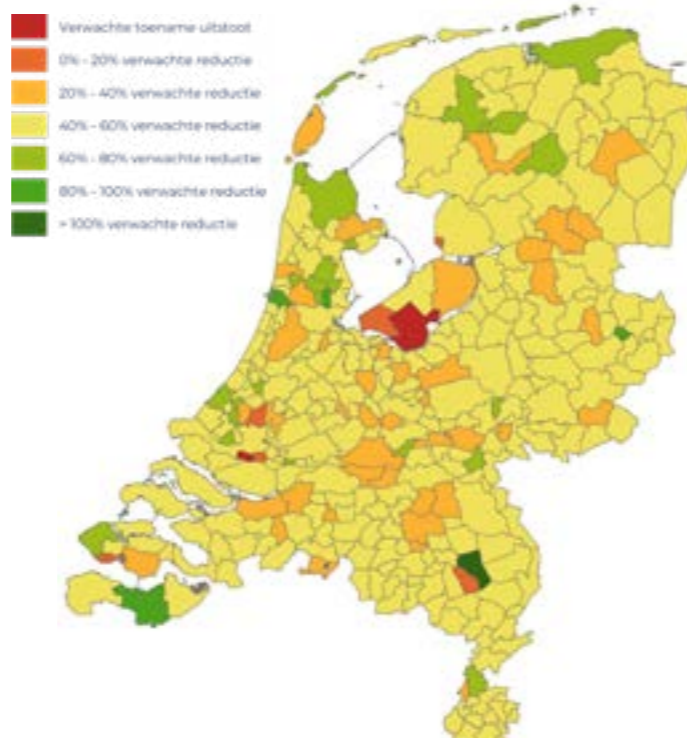 Verwachte toename uitstoot
0% - 20% verwachte reductie
20% - 40% verwachte reductie
40% - 60% verwachte reductie
60% - 80% verwachte reductie
80% - 100% verwachte reductie
> 100% verwachte reductie